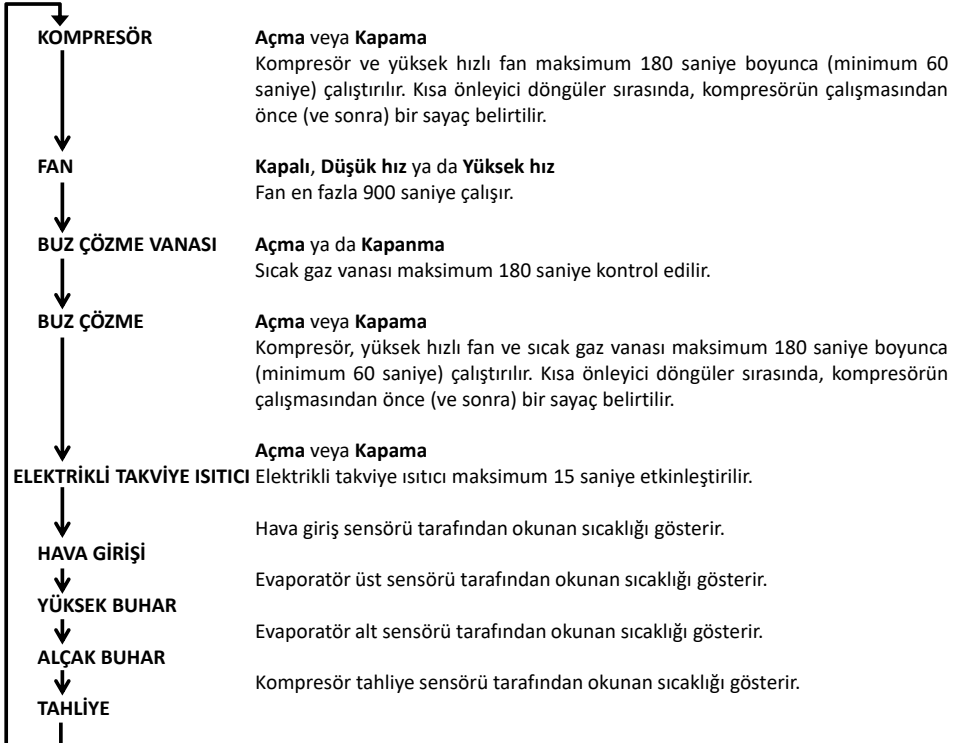 KOMPRESÖR Açma veya Kapama
Kompresör ve yüksek hızlı fan maksimum 180 saniye boyunca (minimum 60
saniye) çalıştırılır. Kısa önleyici döngüler sırasında, kompresörün çalışmasından
önce (ve sonra) bir sayaç belirtilir.
FAN Kapalı, Düşük hız ya da Yüksek hız
Fan en fazla 900 saniye çalışır.
BUZ ÇÖZME VANASI Açma ya da Kapanma
Sıcak gaz vanası maksimum 180 saniye kontrol edilir.
BUZ ÇÖZME Açma veya Kapama
Kompresör, yüksek hızlı fan ve sıcak gaz vanası maksimum 180 saniye boyunca
(minimum 60 saniye) çalıştırılır. Kısa önleyici döngüler sırasında, kompresörün
çalışmasından önce (ve sonra) bir sayaç belirtilir.
Açma veya Kapama
ELEKTRİKLİ TAKVİYE ISITICI Elektrikli takviye ısıtıcı maksimum 15 saniye etkinleştirilir.
Hava giriş sensörü tarafından okunan sıcaklığı gösterir.
HAVA GİRİŞİ
Evaporatör üst sensörü tarafından okunan sıcaklığı gösterir.
YÜKSEK BUHAR
Evaporatör alt sensörü tarafından okunan sıcaklığı gösterir.
ALÇAK BUHAR
Kompresör tahliye sensörü tarafından okunan sıcaklığı gösterir.
TAHLİYE